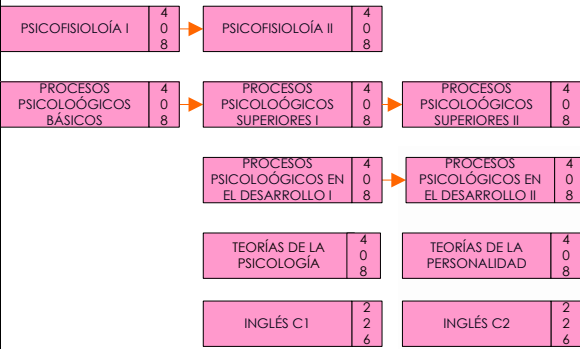 PSICOFISIOLOÍA I
4
0
8
PSICOFISIOLOÍA II
4
0
8
PROCESOS
PSICOLOÓGICOS
BÁSICOS
4
0
8
PROCESOS
PSICOLOÓGICOS
SUPERIORES I
4
0
8
PROCESOS
PSICOLOÓGICOS
SUPERIORES II
4
0
8
PROCESOS
PSICOLOÓGICOS EN
EL DESARROLLO I
4
0
8
PROCESOS
PSICOLÓGICOS EN
EL DESARROLLO II
4
0
8
TEORÍAS DE LA
PSICOLOGÍA
4
0
8
TEORÍAS DE LA
PERSONALIDAD
4
0
8
INGLÉS C1
2
2
6
INGLÉS C2
2
2
6